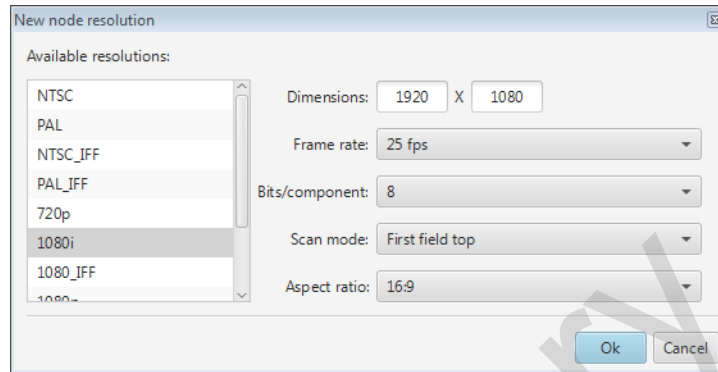 New node resolution
Available resolutions:
NTSC
PAL
NTSC_IFF
PAL_IFF
720p
1080i
1080_IFF
1080p
Dimensions: 1920 X 1080
Frame rate: 25 fps
Bits/component: 8
Scan mode: First field top
Aspect ratio: 16:9
Ok Cancel